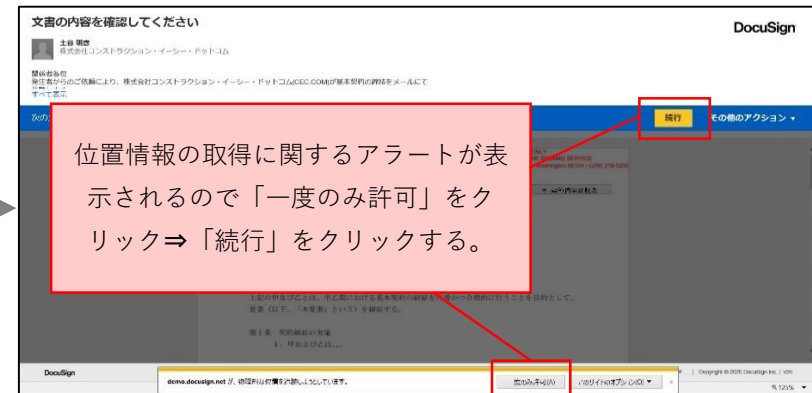 文書の内容を確認してください
DocuSign
土谷 明彦
株式会社コンストラクション・イーシー・ドットコム
関係者各位
発注者からのご依頼により、株式会社コンストラクション・イーシー・ドットコム(CEC.COM)が基本契約の締結をメールにて
すべて表示
次の
続行
その他のアクション ▼
位置情報の取得に関するアラートが表
示されるので「一度のみ許可」をク
リック⇒「続行」をクリックする。
上記の甲及び乙とは、甲乙間における基本契約の締結を円滑かつ合理的に行うことを目的として、
覚書（以下、「本覚書」という）を締結する。
第1条 契約締結の実施
1. 甲および乙は...
DocuSign
demo.docusign.net が、物理的な位置を追跡しようとしています。
度のみ許可(A)
このサイトのオプション(O) ▼
×
| Copyright © 2020 DocuSign Inc. |
125%